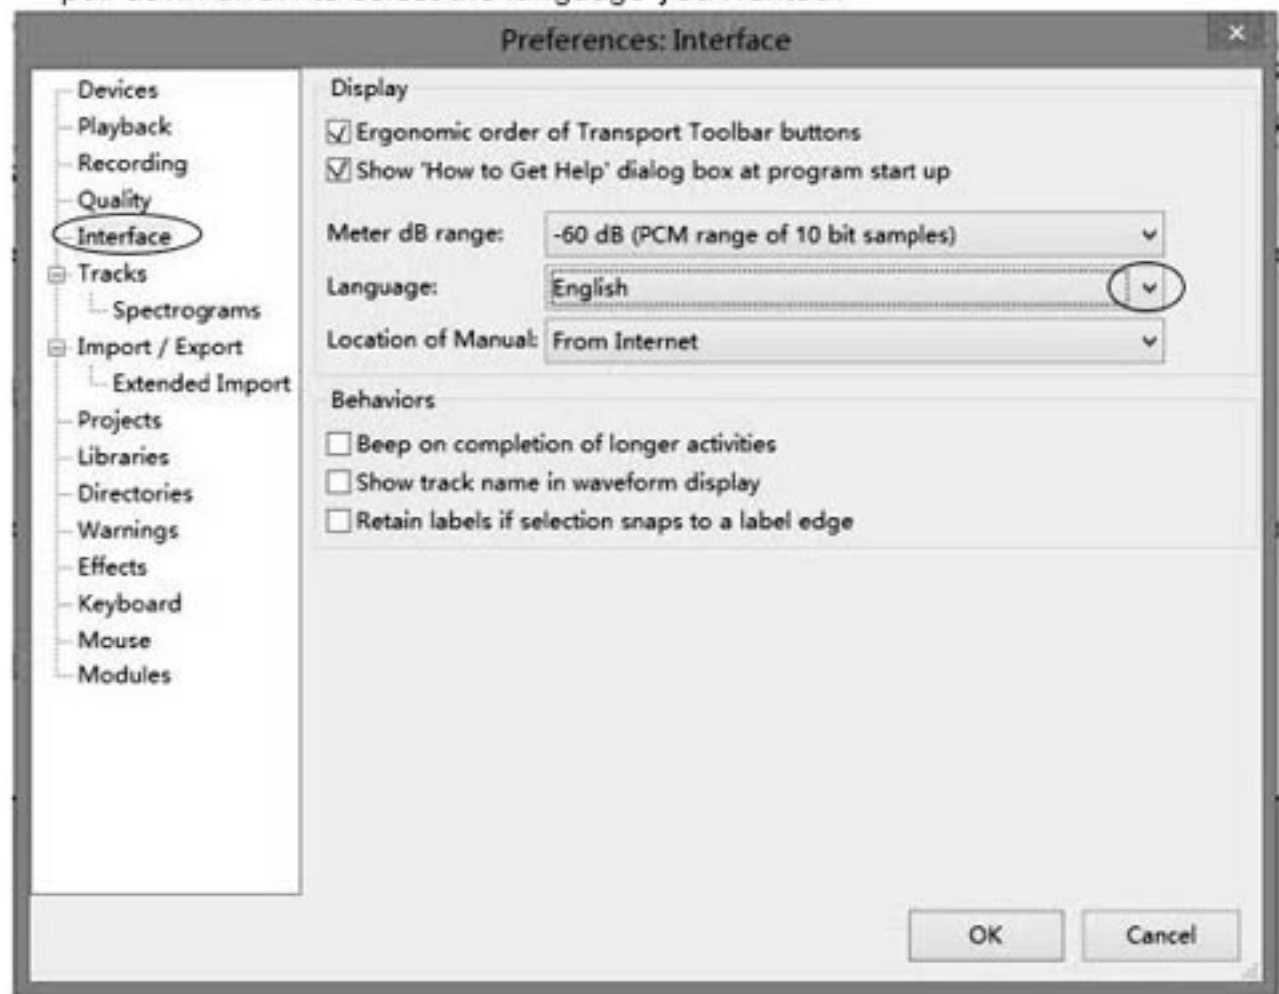 Preferences: Interface
Devices
Playback
Recording
Quality
Interface
Tracks
Spectrograms
Import / Export
Extended Import
Projects
Libraries
Directories
Warnings
Effects
Keyboard
Mouse
Modules
Display
Ergonomic order of Transport Toolbar buttons
Show 'How to Get Help' dialog box at program start up
Meter dB range: -60 dB (PCM range of 10 bit samples)
Language: English
Location of Manual: From Internet
Behaviors
Beep on completion of longer activities
Show track name in waveform display
Retain labels if selection snaps to a label edge
OK Cancel